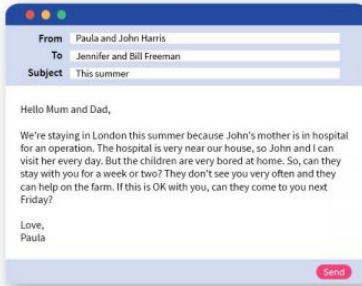 From Paula and John Harris
To Jennifer and Bill Freeman
Subject This summer
Hello Mum and Dad,
We're staying in London this summer because John's mother is in hospital
for an operation. The hospital is very near our house, so John and I can
visit her every day. But the children are very bored at home. So, can they
stay with you for a week or two? They don't see you very often and they
can help on the farm. If this is OK with you, can they come to you next
Friday?
Love,
Paula
Send